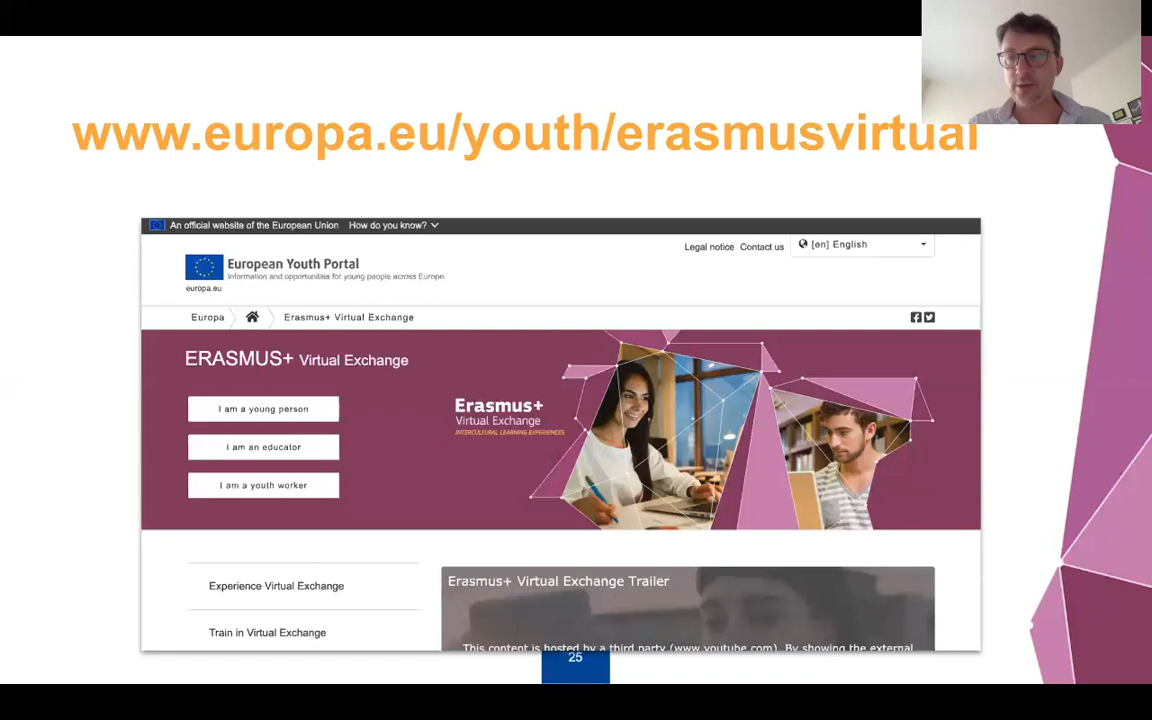 www.europa.eu/youth/erasmusvirtual
An official website of the European Union How do you know?
Legal notice Contact us [en] English
European Youth Portal
Information and opportunities for young people across Europe.
europa.eu
Europa Erasmus+ Virtual Exchange
ERASMUS+ Virtual Exchange
I am a young person
I am an educator
I am a youth worker
Erasmus+
Virtual Exchange
INTERCULTURAL LEARNING EXPERIENCES
Experience Virtual Exchange
Train in Virtual Exchange
Erasmus+ Virtual Exchange Trailer
This content is hosted by a third party (www.youtube.com). By showing the external
25